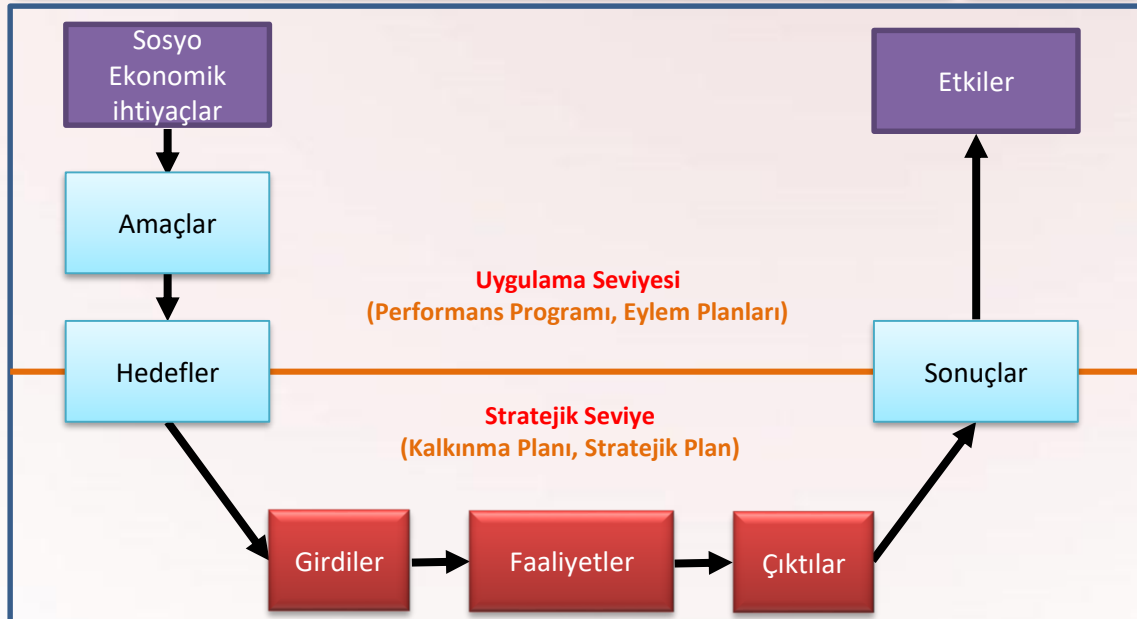 Sosyo
Ekonomik
ihtiyaçlar
Etkiler
Amaçlar
Uygulama Seviyesi
(Performans Programı, Eylem Planları)
Hedefler
Sonuçlar
Stratejik Seviye
(Kalkınma Planı, Stratejik Plan)
Girdiler
Faaliyetler
Çıktılar